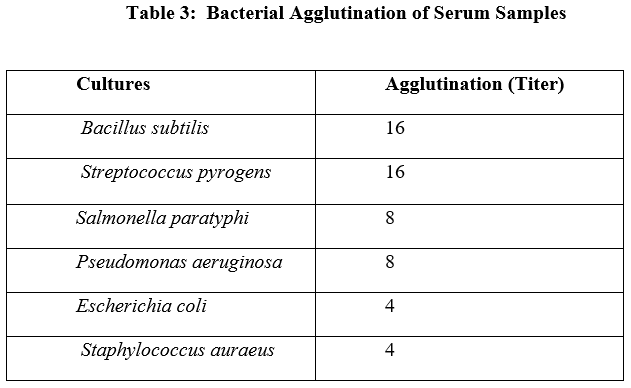 Table 3: Bacterial Agglutination of Serum Samples
Cultures Agglutination (Titer)
Bacillus subtilis 16
Streptococcus pyrogens 16
Salmonella paratyphi 8
Pseudomonas aeruginosa 8
Escherichia coli 4
Staphylococcus auraeus 4